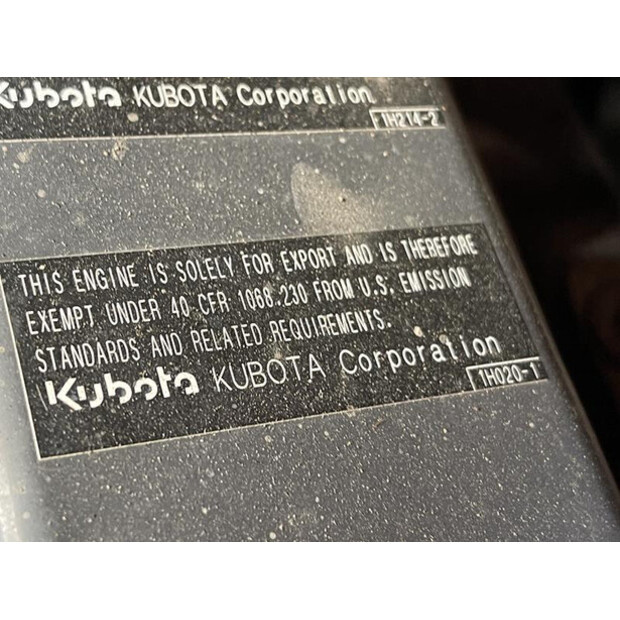 Kubota KUBOTA Corporation
1H214-2
THIS ENGINE IS SOLELY FOR EXPORT AND IS THEREFORE
EXEMPT UNDER 40 CFR 1068.230 FROM U.S. EMISSION
STANDARDS AND RELATED REQUIREMENTS.
Kubota KUBOTA Corporation
1H020-1